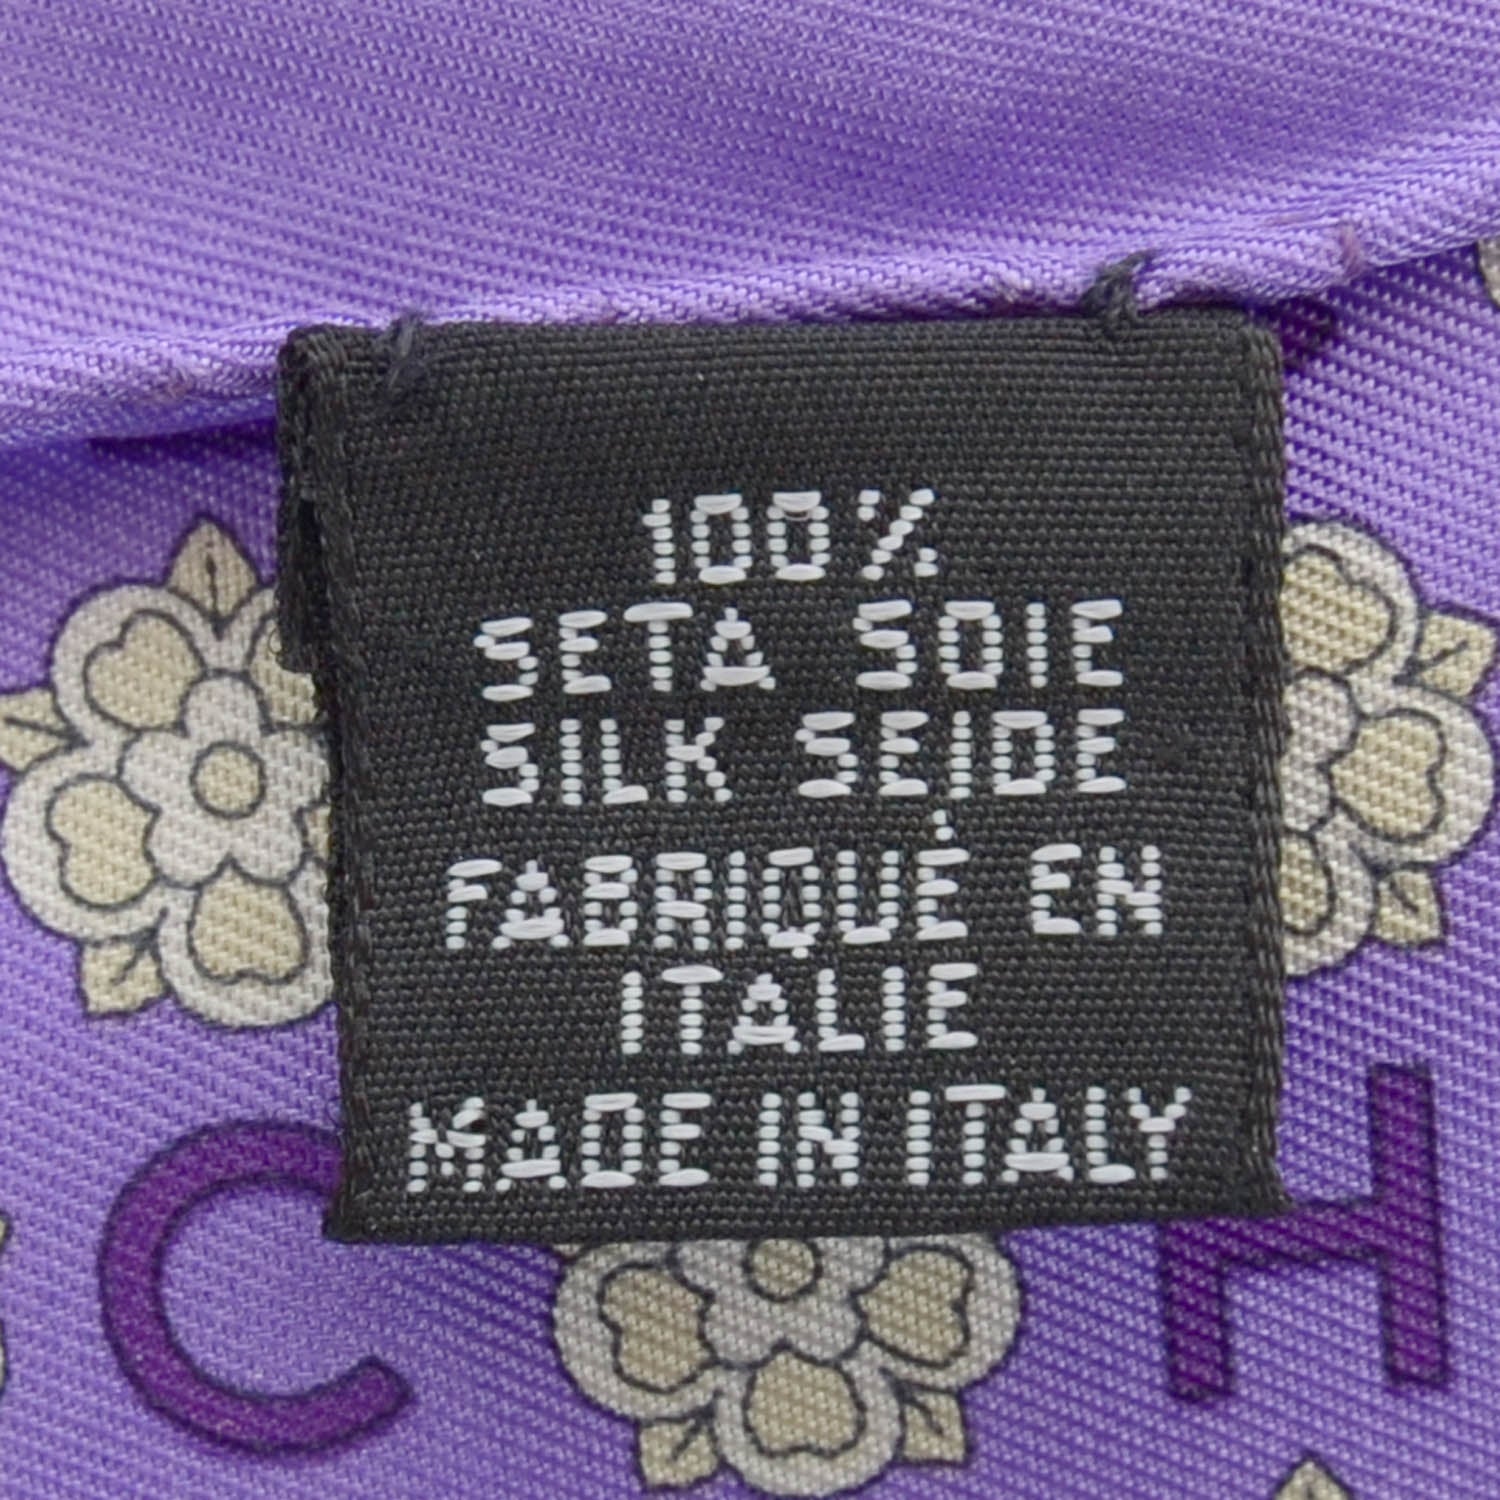 100%
SETA SOIE
SILK SEIDE
FABRIQUÉ EN
ITALIE
MADE IN ITALY
C H